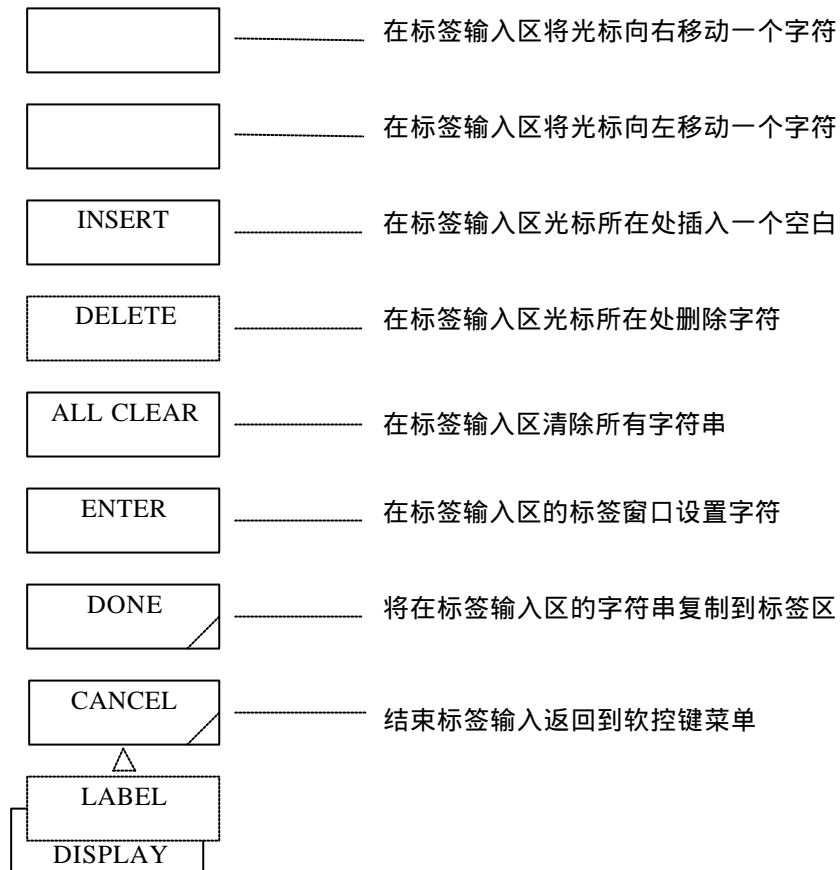 在标签输入区将光标向右移动一个字符
在标签输入区将光标向左移动一个字符
INSERT 在标签输入区光标所在处插入一个空白
DELETE 在标签输入区光标所在处删除字符
ALL CLEAR 在标签输入区清除所有字符串
ENTER 在标签输入区的标签窗口设置字符
DONE 将在标签输入区的字符串复制到标签区
CANCEL 结束标签输入返回到软控键菜单
LABEL
DISPLAY